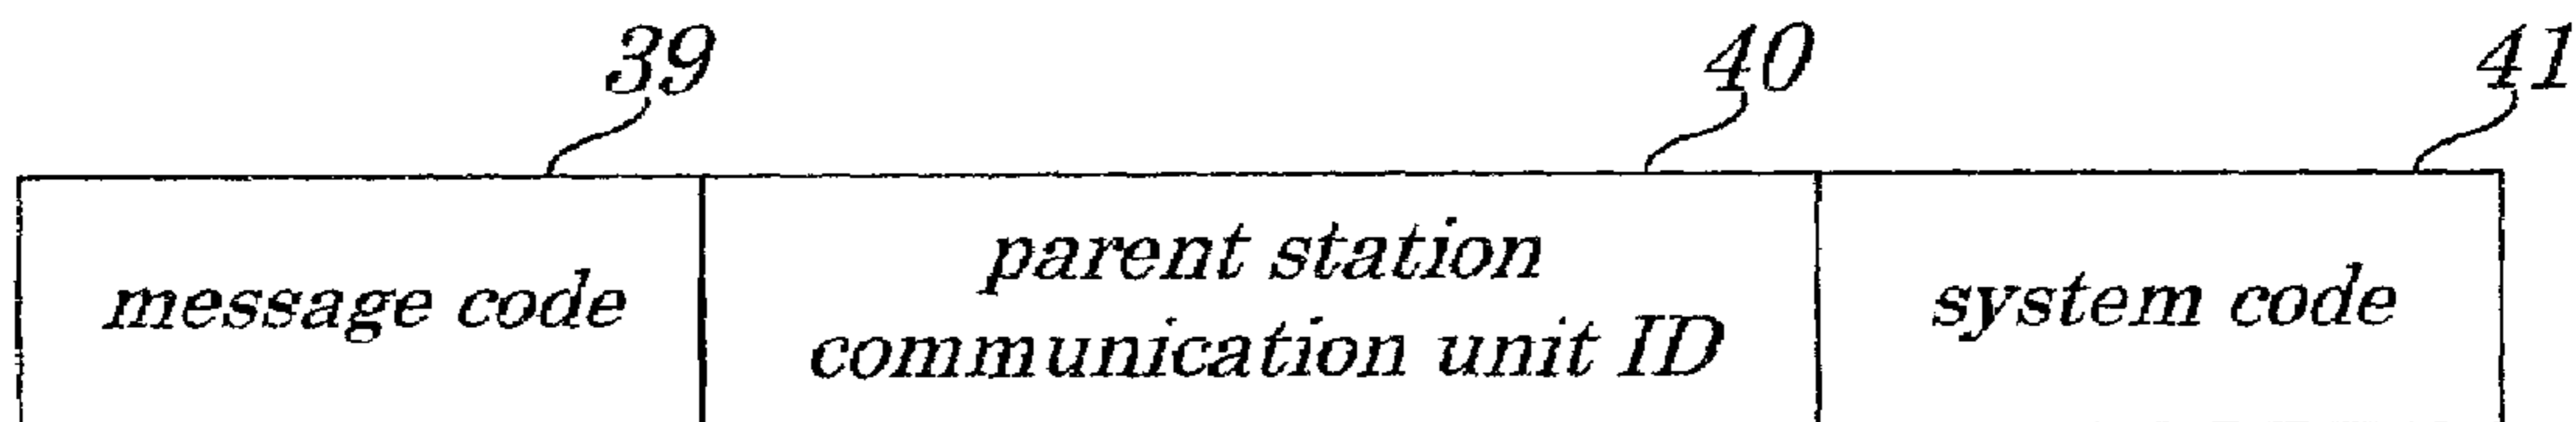 39 40 41
message code
parent station
communication unit ID
system code